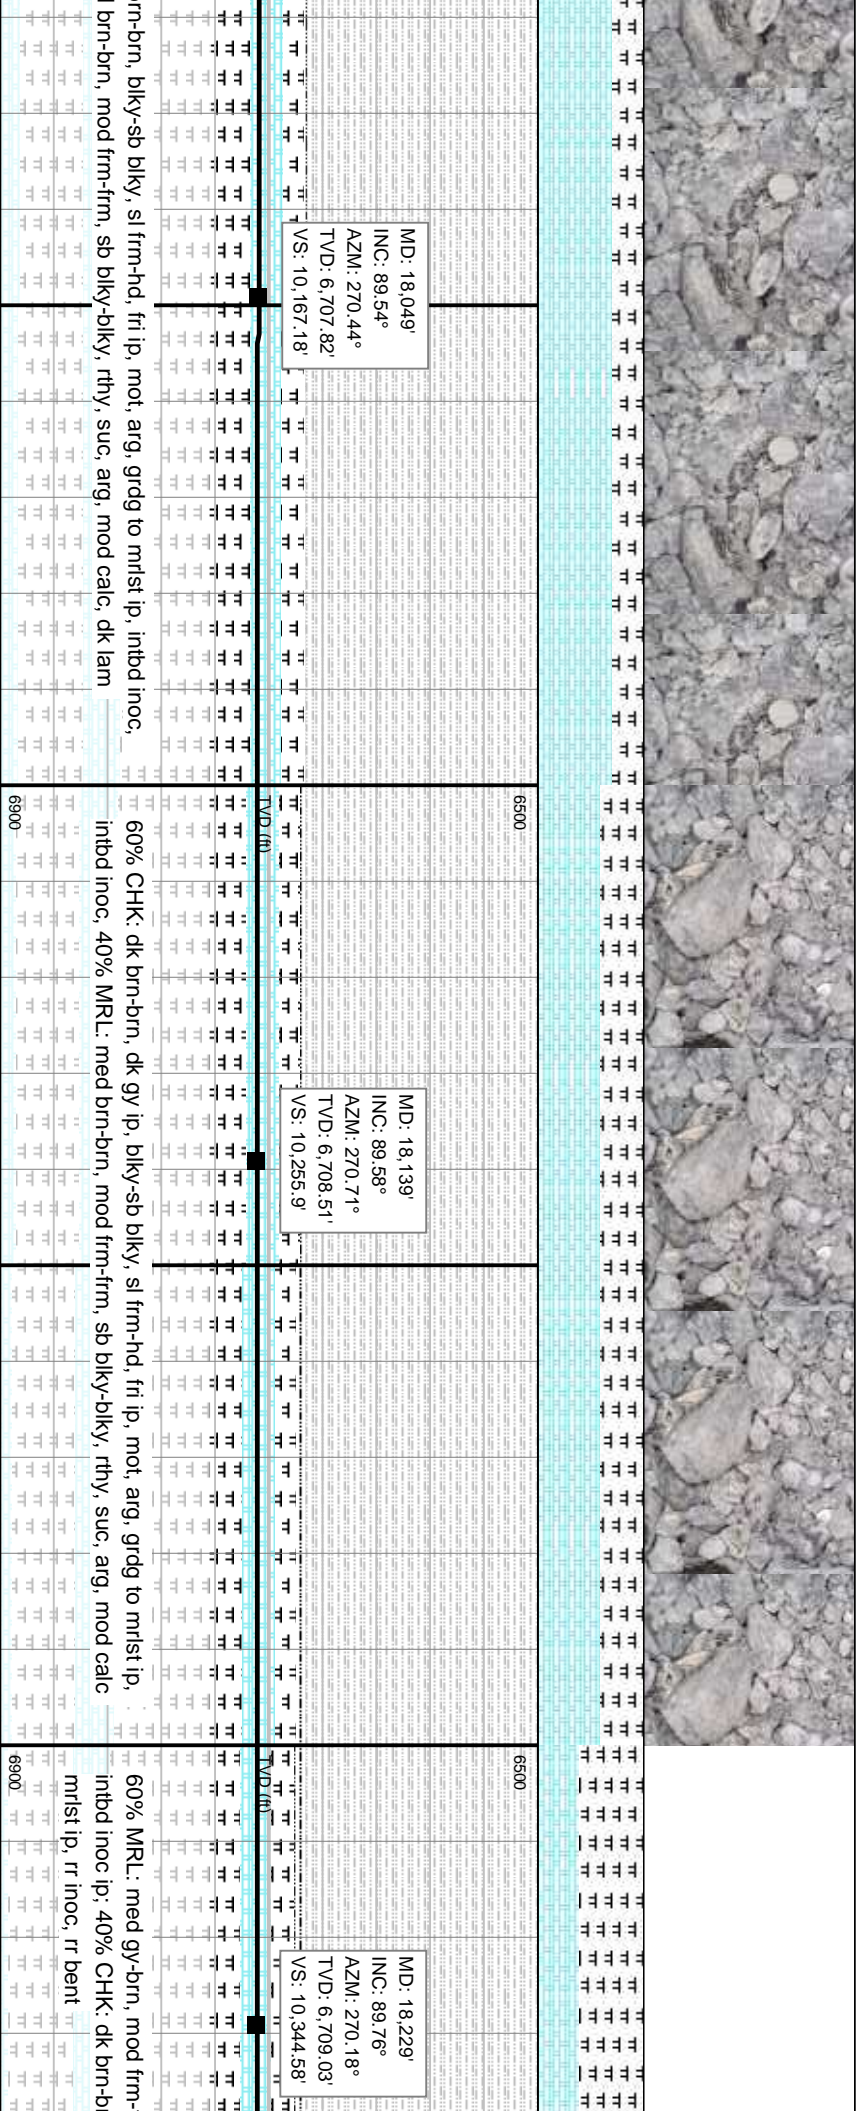 rn-brn, blky-sb blky, sl frm-hd, fri ip, mot, arg, grdg to mrlst ip, intbd inoc,
brn-brn, mod frm-frm, sb blky-blky, rthy, suc, arg, mod calc, dk lam
MD: 18,049'
INC: 89.54°
AZM: 270.44°
TVD: 6,707.82'
VS: 10,167.18'
6500
TVD (ft)
6900
60% CHK: dk brn-brn, dk gy ip, blky-sb blky, sl frm-hd, fri ip, mot, arg, grdg to mrlst ip,
intbd inoc, 40% MRL: med brn-brn, mod frm-frm, sb blky-blky, rthy, suc, arg, mod calc
MD: 18,139'
INC: 89.58°
AZM: 270.71°
TVD: 6,708.51'
VS: 10,255.9'
6500
TVD (ft)
6900
60% MRL: med gy-brn, mod frm-
intbd inoc ip; 40% CHK: dk brn-br
mrlst ip, rr inoc, rr bent
MD: 18,229'
INC: 89.76°
AZM: 270.18°
TVD: 6,709.03'
VS: 10,344.58'